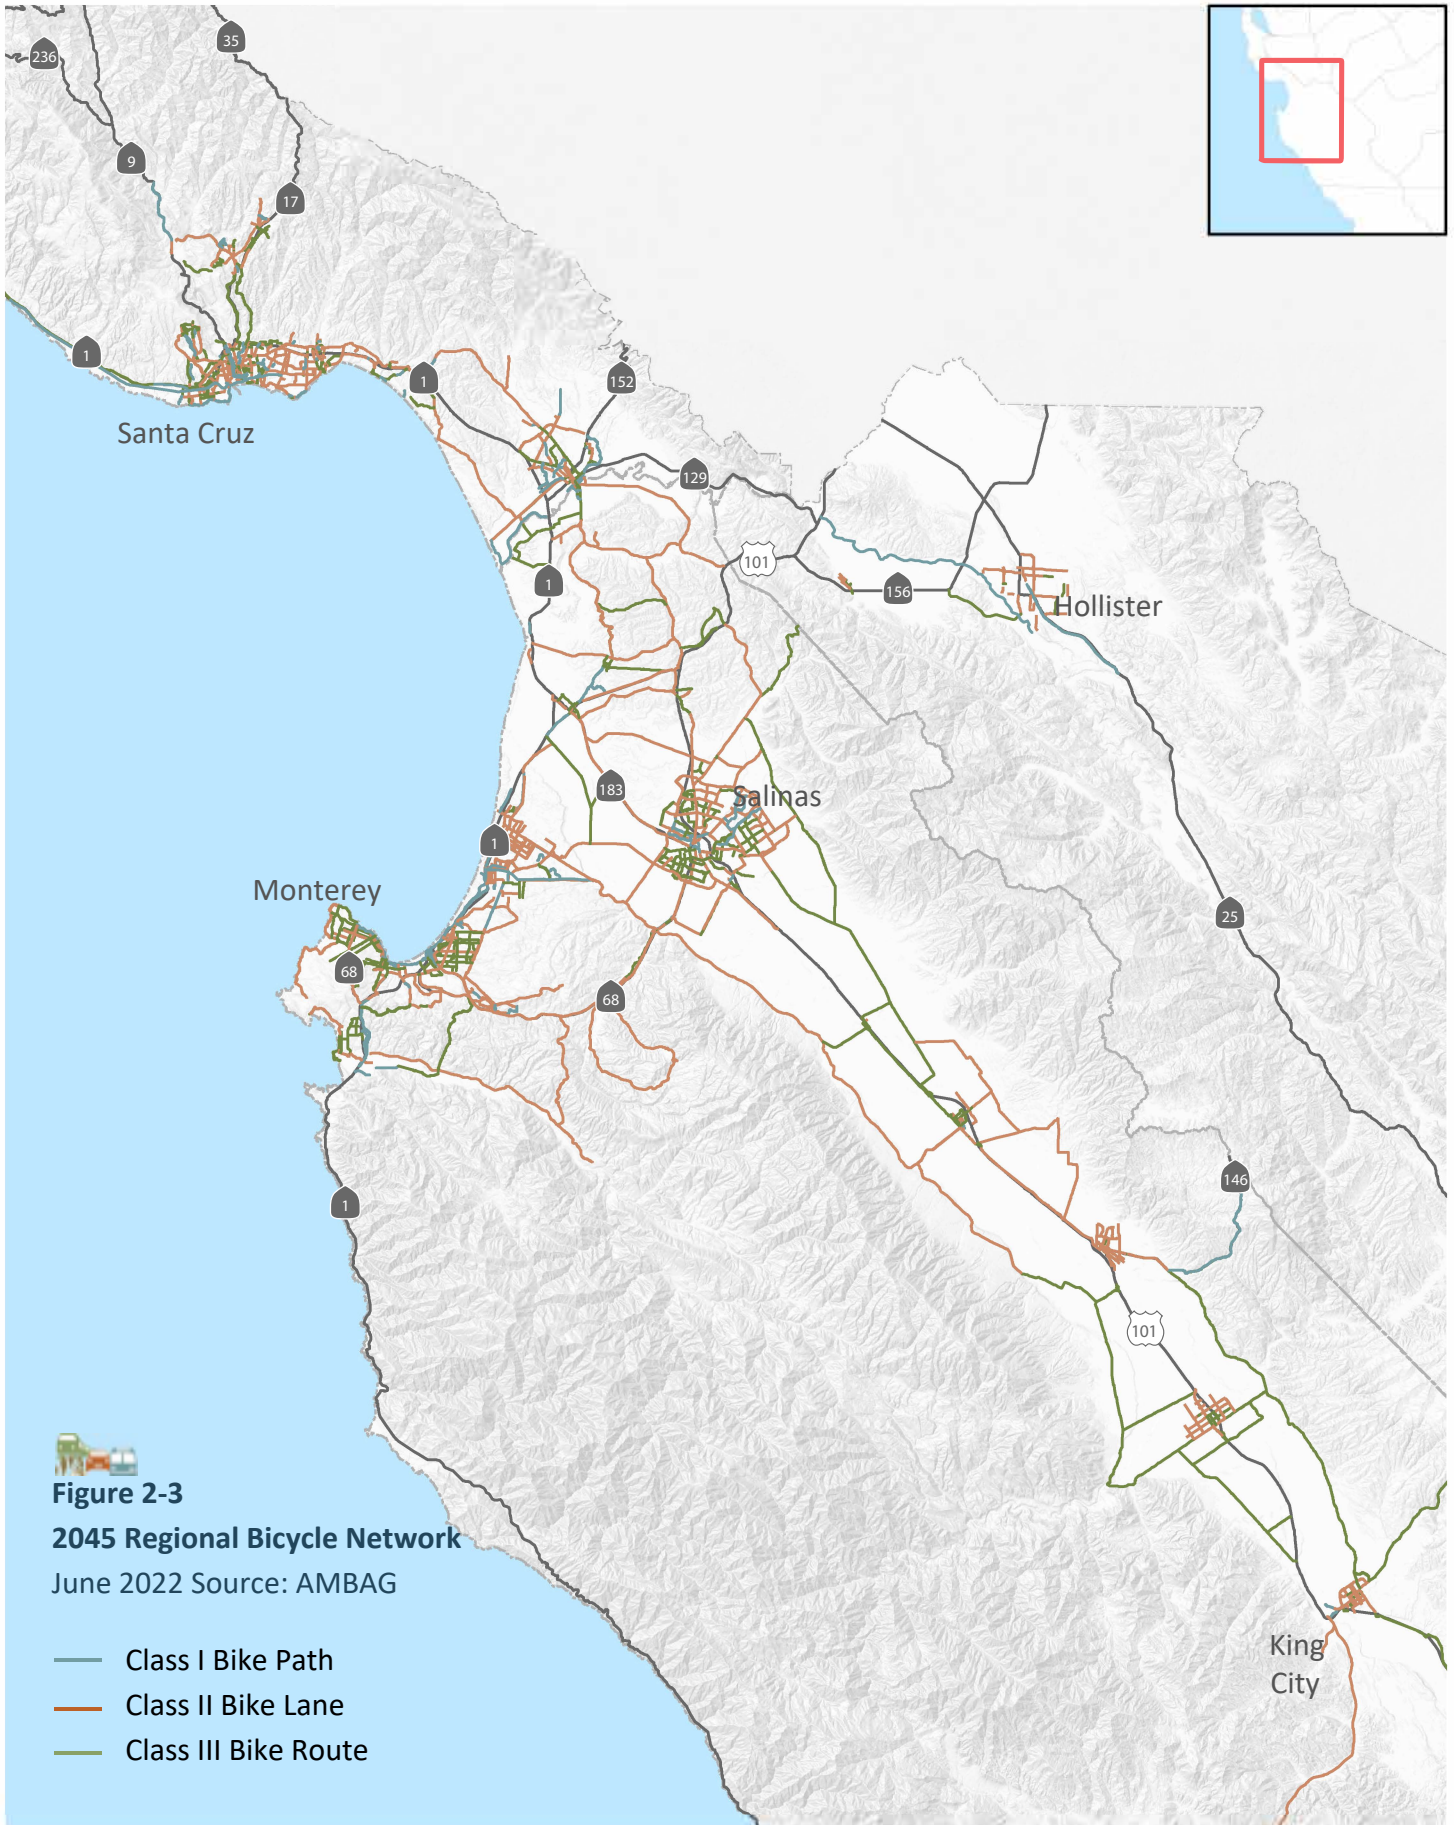 35
236
9
17
1
Santa Cruz
1
152
129
101
1
156
Hollister
183
Salinas
1
Monterey
68
68
25
146
1
101
Figure 2-3
2045 Regional Bicycle Network
June 2022 Source: AMBAG
King
City
Class I Bike Path
Class II Bike Lane
Class III Bike Route